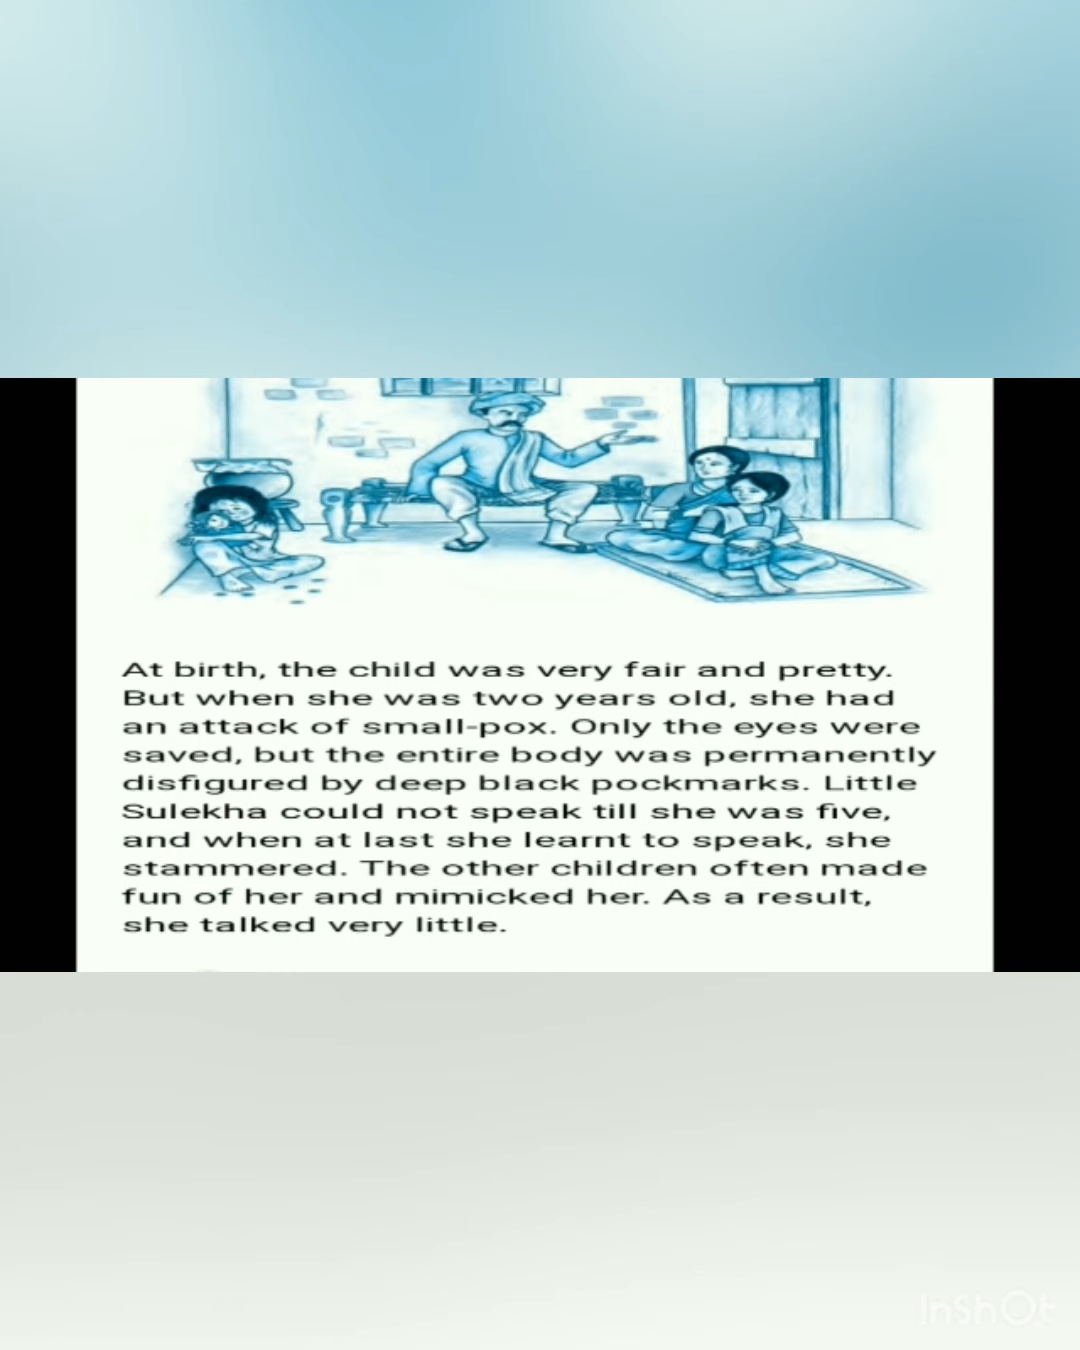 At birth, the child was very fair and pretty.
But when she was two years old, she had
an attack of small-pox. Only the eyes were
saved, but the entire body was permanently
disfigured by deep black pockmarks. Little
Sulekha could not speak till she was five,
and when at last she learnt to speak, she
stammered. The other children often made
fun of her and mimicked her. As a result,
she talked very little.
InShOt